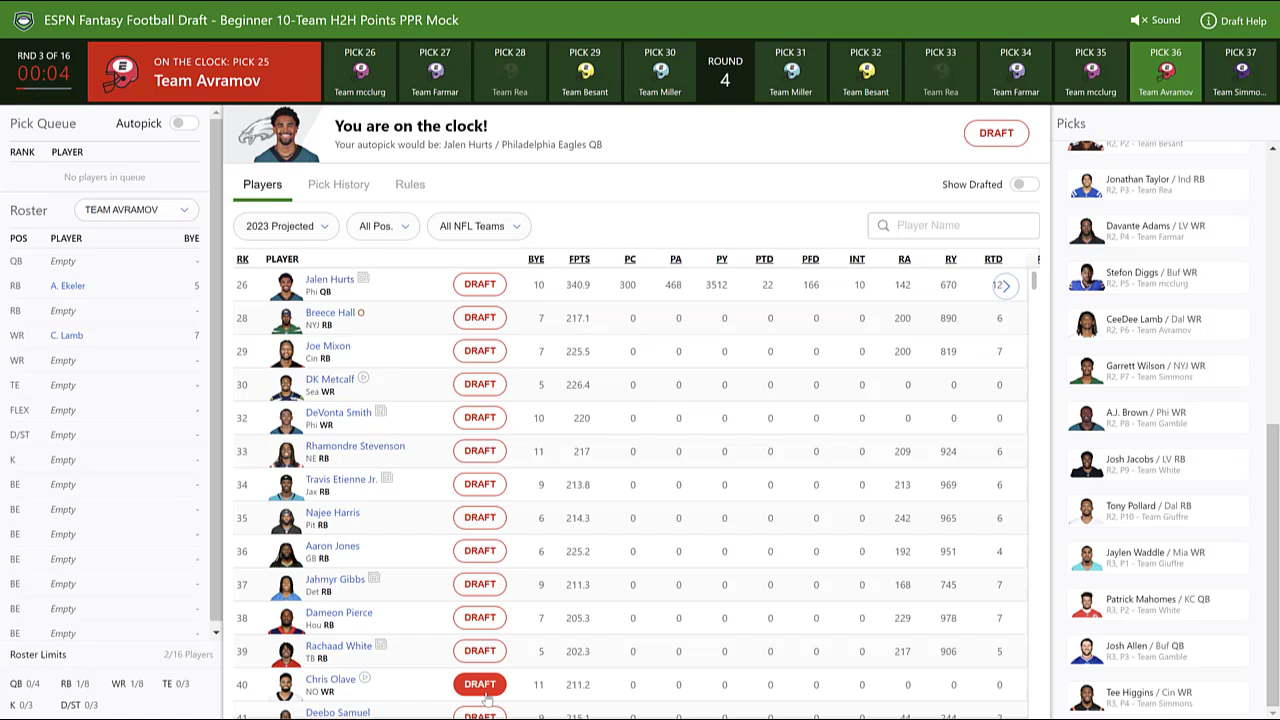 ESPN Fantasy Football Draft - Beginner 10-Team H2H Points PPR Mock
Sound
Draft Help
RND 3 OF 16
00:04
ON THE CLOCK: PICK 25
Team Avramov
PICK 26
Team mcclurg
PICK 27
Team Farmar
PICK 28
Team Rea
PICK 29
Team Besant
PICK 30
Team Miller
ROUND
4
PICK 31
Team Miller
PICK 32
Team Besant
PICK 33
Team Rea
PICK 34
Team Farmar
PICK 35
Team mcclurg
PICK 36
Team Avramov
PICK 37
Team Simmo...
Pick Queue
Autopick
RANK PLAYER
No players in queue
Roster
TEAM AVRAMOV
POS PLAYER BYE
QB Empty -
RB A. Ekeler 5
RB Empty -
WR C. Lamb 7
WR Empty -
TE Empty -
FLEX Empty -
D/ST Empty -
K Empty -
BE Empty -
BE Empty -
BE Empty -
BE Empty -
BE Empty -
BE Empty -
Empty -
Roster Limits 2/16 Players
QB 0/4 RB 1/8 WR 1/8 TE 0/3
K 0/3 D/ST 0/3
You are on the clock!
Your autopick would be: Jalen Hurts / Philadelphia Eagles QB
DRAFT
Players
Pick History
Rules
Show Drafted
2023 Projected
All Pos.
All NFL Teams
Player Name
RK PLAYER BYE FPTS PC PA PY PTD PFD INT RA RY RTD
26 Jalen Hurts DRAFT 10 340.9 300 468 3512 22 166 10 142 670 12
Phi QB
28 Breece Hall O DRAFT 7 217.1 0 0 0 0 0 0 200 890 6
NYJ RB
29 Joe Mixon DRAFT 7 225.5 0 0 0 0 0 0 200 819 7
Cin RB
30 DK Metcalf DRAFT 5 226.4 0 0 0 0 0 0 0 0 0
Sea WR
32 DeVonta Smith DRAFT 10 220 0 0 0 0 0 0 0 0 0
Phi WR
33 Rhamondre Stevenson DRAFT 11 217 0 0 0 0 0 0 209 924 6
NE RB
34 Travis Etienne Jr. DRAFT 9 213.8 0 0 0 0 0 0 213 969 6
Jax RB
35 Najee Harris DRAFT 6 214.3 0 0 0 0 0 0 242 965 6
Pit RB
36 Aaron Jones DRAFT 6 225.2 0 0 0 0 0 0 192 951 4
GB RB
37 Jahmyr Gibbs DRAFT 9 211.3 0 0 0 0 0 0 168 745 7
Det RB
38 Dameon Pierce DRAFT 7 205.3 0 0 0 0 0 0 229 978 7
Hou RB
39 Rachaad White DRAFT 5 202.3 0 0 0 0 0 0 217 906 5
TB RB
40 Chris Olave DRAFT 11 211.2 0 0 0 0 0 0 0 0 0
NO WR
41 Deebo Samuel DRAFT 9 215.1 0 0 0 0 0 0 44 240
Picks
R2, P2 - Team Besant
Jonathan Taylor / Ind RB
R2, P3 - Team Rea
Davante Adams / LV WR
R2, P4 - Team Farmar
Stefon Diggs / Buf WR
R2, P5 - Team mcclurg
CeeDee Lamb / Dal WR
R2, P6 - Team Avramov
Garrett Wilson / NYJ WR
R2, P7 - Team Simmons
A.J. Brown / Phi WR
R2, P8 - Team Gamble
Josh Jacobs / LV RB
R2, P9 - Team White
Tony Pollard / Dal RB
R2, P10 - Team Giuffre
Jaylen Waddle / Mia WR
R3, P1 - Team Giuffre
Patrick Mahomes / KC QB
R3, P2 - Team White
Josh Allen / Buf QB
R3, P3 - Team Gamble
Tee Higgins / Cin WR
R3, P4 - Team Simmons